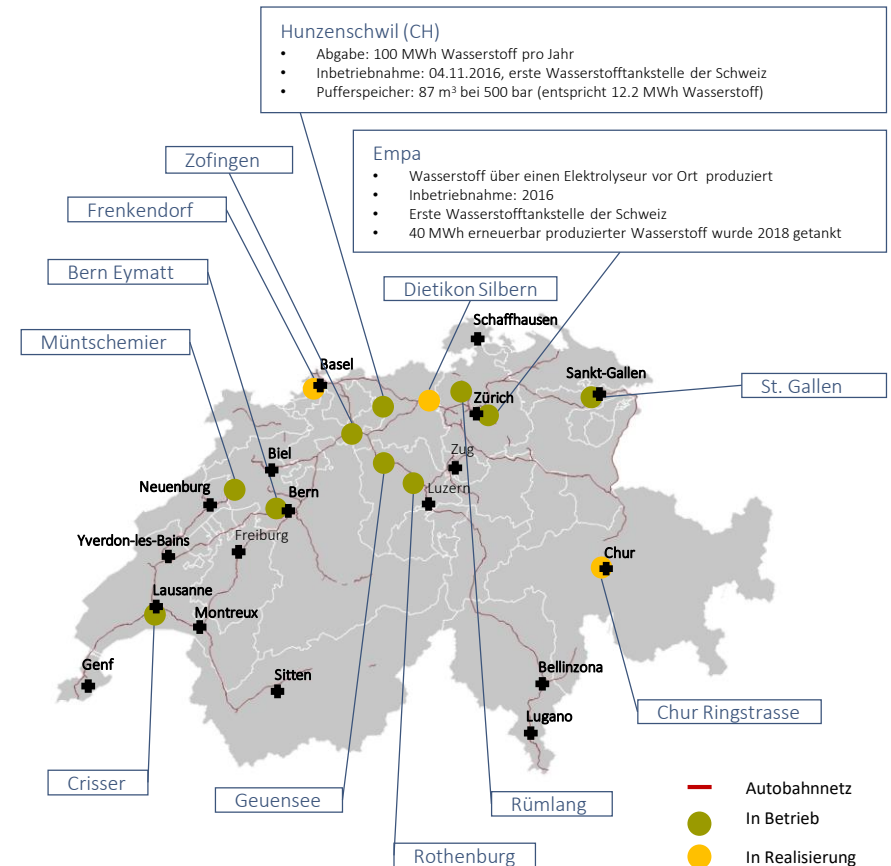 Hunzenschwil (CH)
• Abgabe: 100 MWh Wasserstoff pro Jahr
• Inbetriebnahme: 04.11.2016, erste Wasserstofftankstelle der Schweiz
• Pufferspeicher: 87 m³ bei 500 bar (entspricht 12.2 MWh Wasserstoff)
Zofingen
Empa
• Wasserstoff über einen Elektrolyseur vor Ort produziert
• Inbetriebnahme: 2016
• Erste Wasserstofftankstelle der Schweiz
• 40 MWh erneuerbar produzierter Wasserstoff wurde 2018 getankt
Frenkendorf
Bern Eymatt
Dietikon Silbern
Müntschemier
Schaffhausen
Basel
Sankt-Gallen
St. Gallen
Zürich
Biel
Zug
Neuenburg
Bern
Luzern
Freiburg
Yverdon-les-Bains
Chur
Lausanne
Montreux
Genf
Sitten
Bellinzona
Lugano
Chur Ringstrasse
Crisser
Geuensee
Rümlang
Rothenburg
Autobahnnetz
In Betrieb
In Realisierung